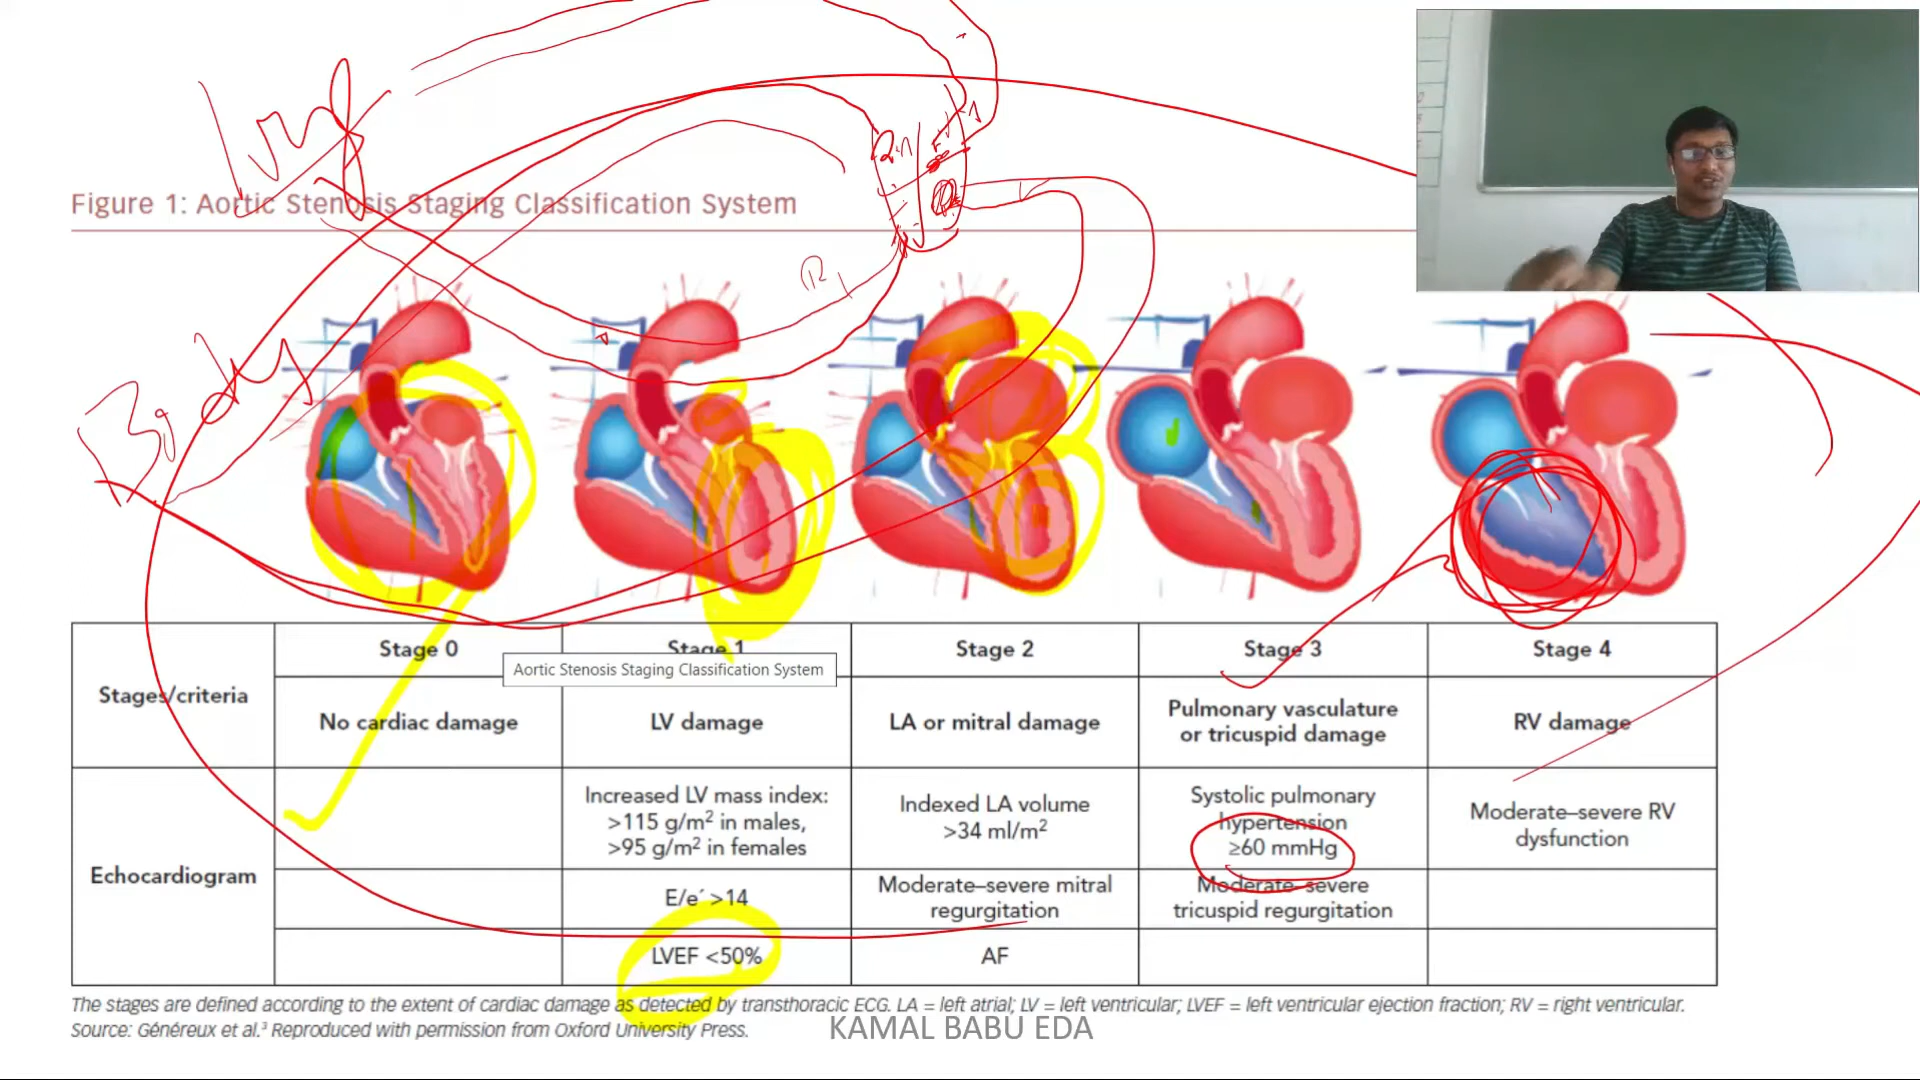 Lung
Figure 1: Aortic Stenosis Staging Classification System
Body
Stage 0
Stage 1
Stage 2
Stage 3
Stage 4
Aortic Stenosis Staging Classification System
Stages/criteria
No cardiac damage
LV damage
LA or mitral damage
Pulmonary vasculature
or tricuspid damage
RV damage
Echocardiogram
Increased LV mass index:
>115 g/m² in males,
>95 g/m² in females
Indexed LA volume
>34 ml/m²
Systolic pulmonary
hypertension
≥60 mmHg
Moderate–severe RV
dysfunction
E/e´ >14
Moderate–severe mitral
regurgitation
Moderate–severe
tricuspid regurgitation
LVEF <50%
AF
The stages are defined according to the extent of cardiac damage as detected by transthoracic ECG. LA = left atrial; LV = left ventricular; LVEF = left ventricular ejection fraction; RV = right ventricular.
Source: Généreux et al.³ Reproduced with permission from Oxford University Press.
KAMAL BABU EDA